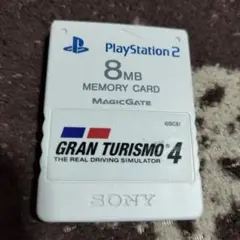 PlayStation 2
8MB
MEMORY CARD
MAGICGATE
GRAN TURISMO 4
THE REAL DRIVING SIMULATOR
SONY